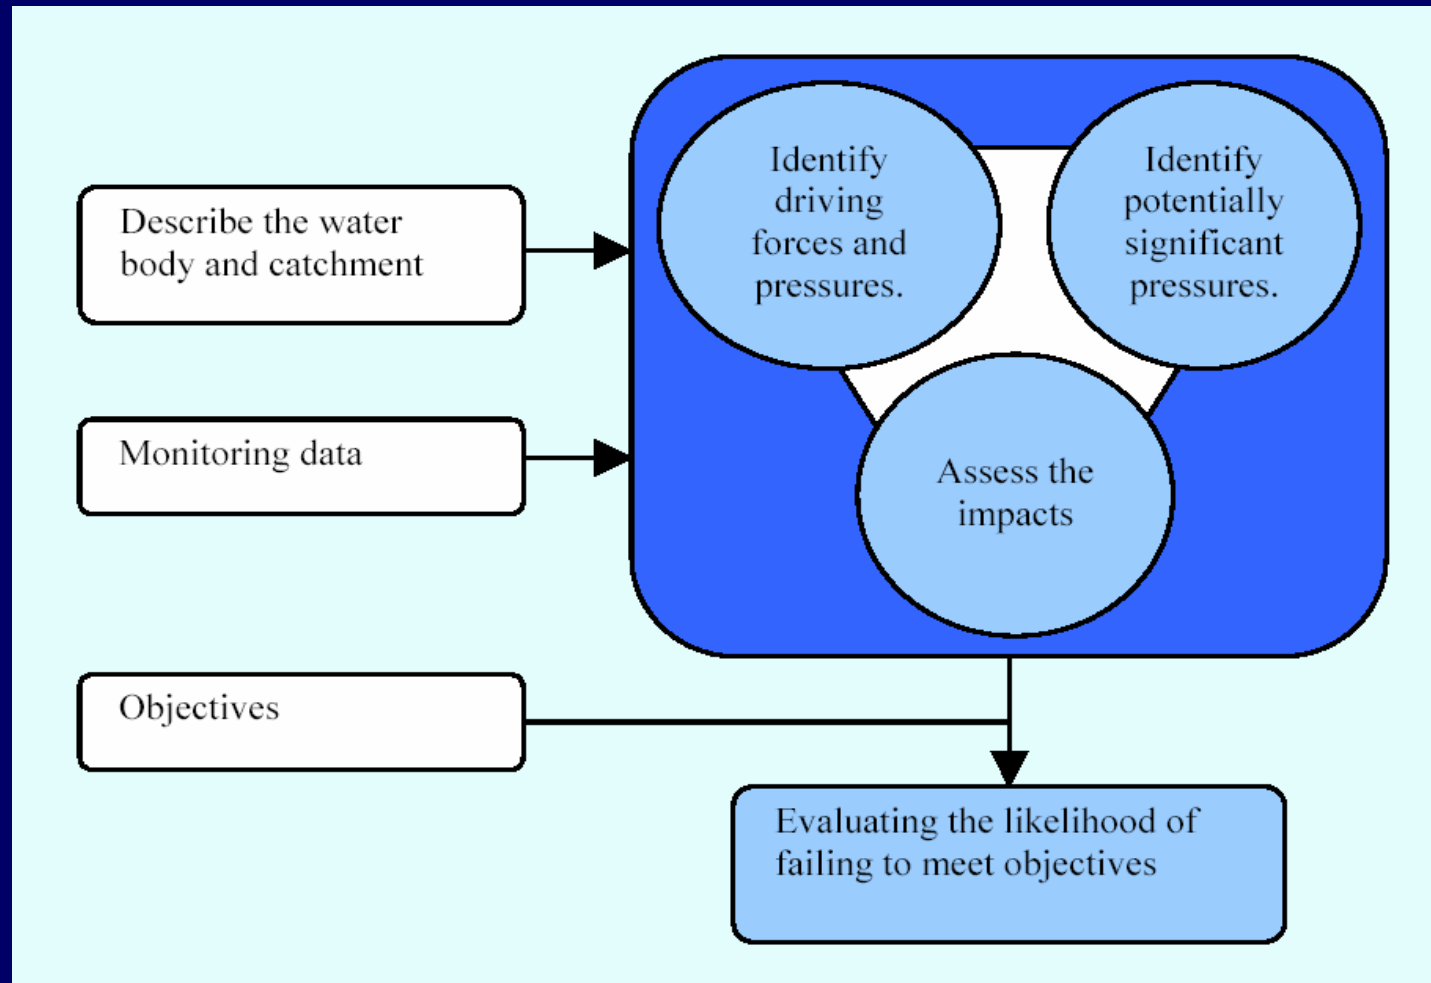 Identify
driving
forces and
pressures.
Identify
potentially
significant
pressures.
Describe the water
body and catchment
Monitoring data
Assess the
impacts
Objectives
Evaluating the likelihood of
failing to meet objectives